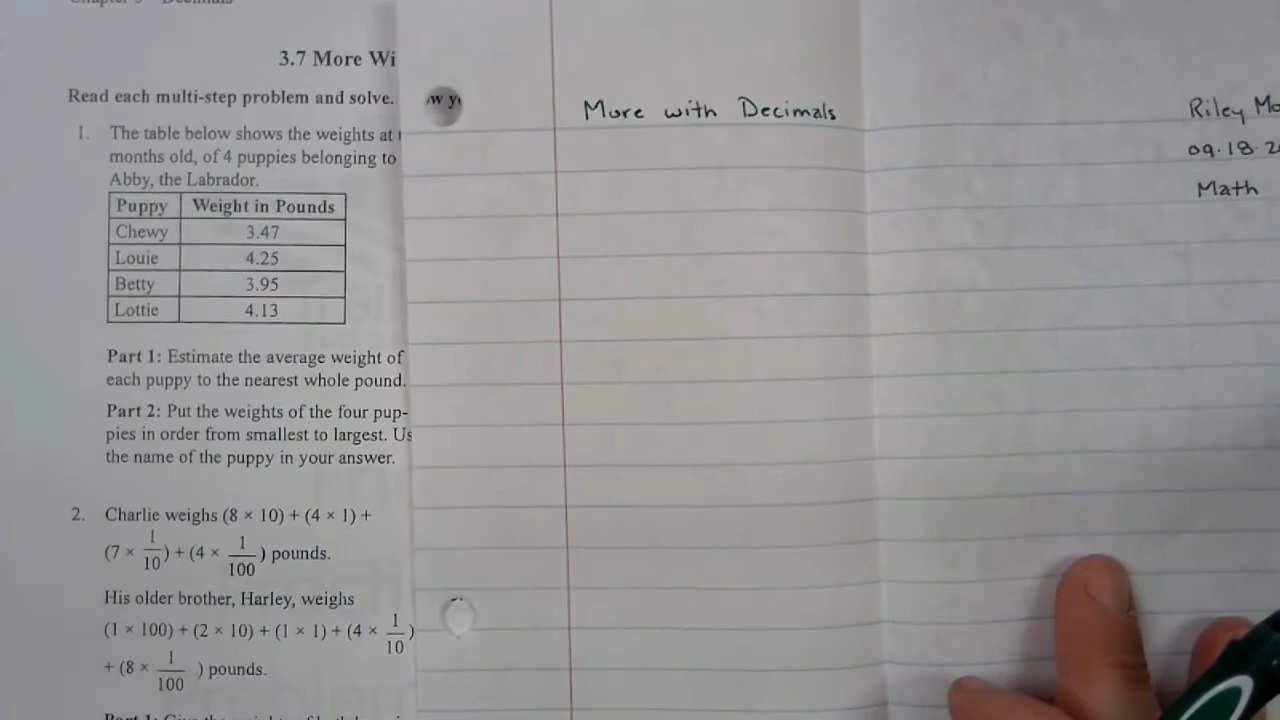 3.7 More Wi
Read each multi-step problem and solve.
1. The table below shows the weights at
months old, of 4 puppies belonging to
Abby, the Labrador.
Puppy Weight in Pounds
Chewy 3.47
Louie 4.25
Betty 3.95
Lottie 4.13
Part 1: Estimate the average weight of
each puppy to the nearest whole pound.
Part 2: Put the weights of the four pup-
pies in order from smallest to largest. Us
the name of the puppy in your answer.
2. Charlie weighs (8 × 10) + (4 × 1) +
(7 × 1/10) + (4 × 1/100) pounds.
His older brother, Harley, weighs
(1 × 100) + (2 × 10) + (1 × 1) + (4 × 1/10)
+ (8 × 1/100) pounds.
More with Decimals
Riley Mo
09.18.2
Math